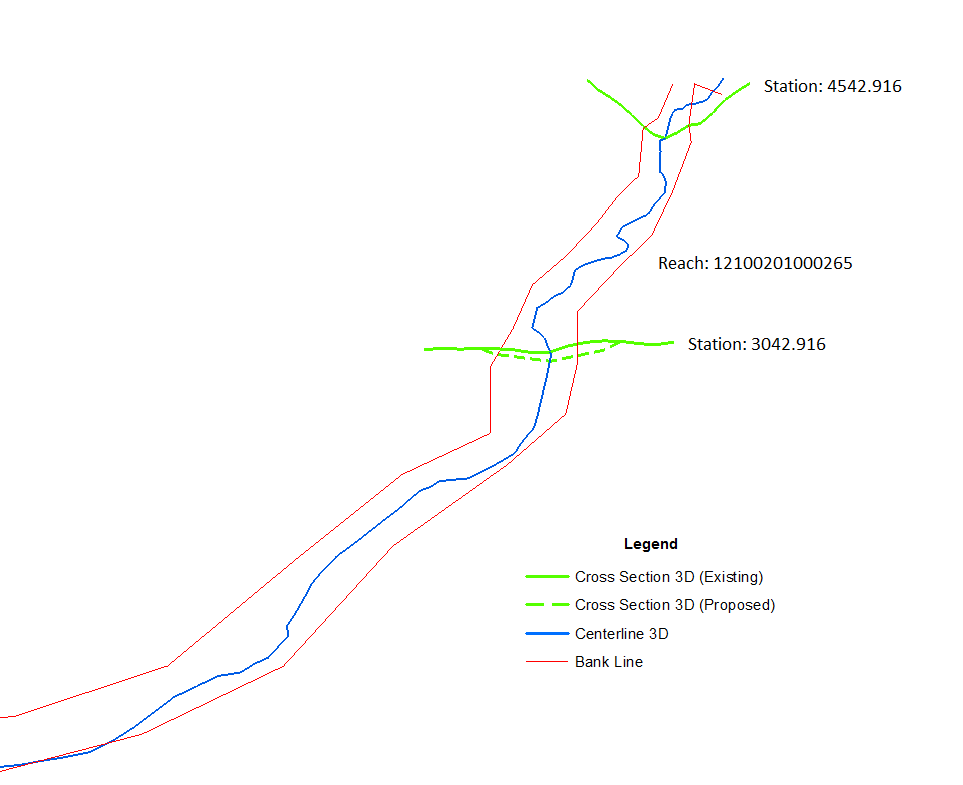 Station: 4542.916
Reach: 12100201000265
Station: 3042.916
Legend
Cross Section 3D (Existing)
Cross Section 3D (Proposed)
Centerline 3D
Bank Line